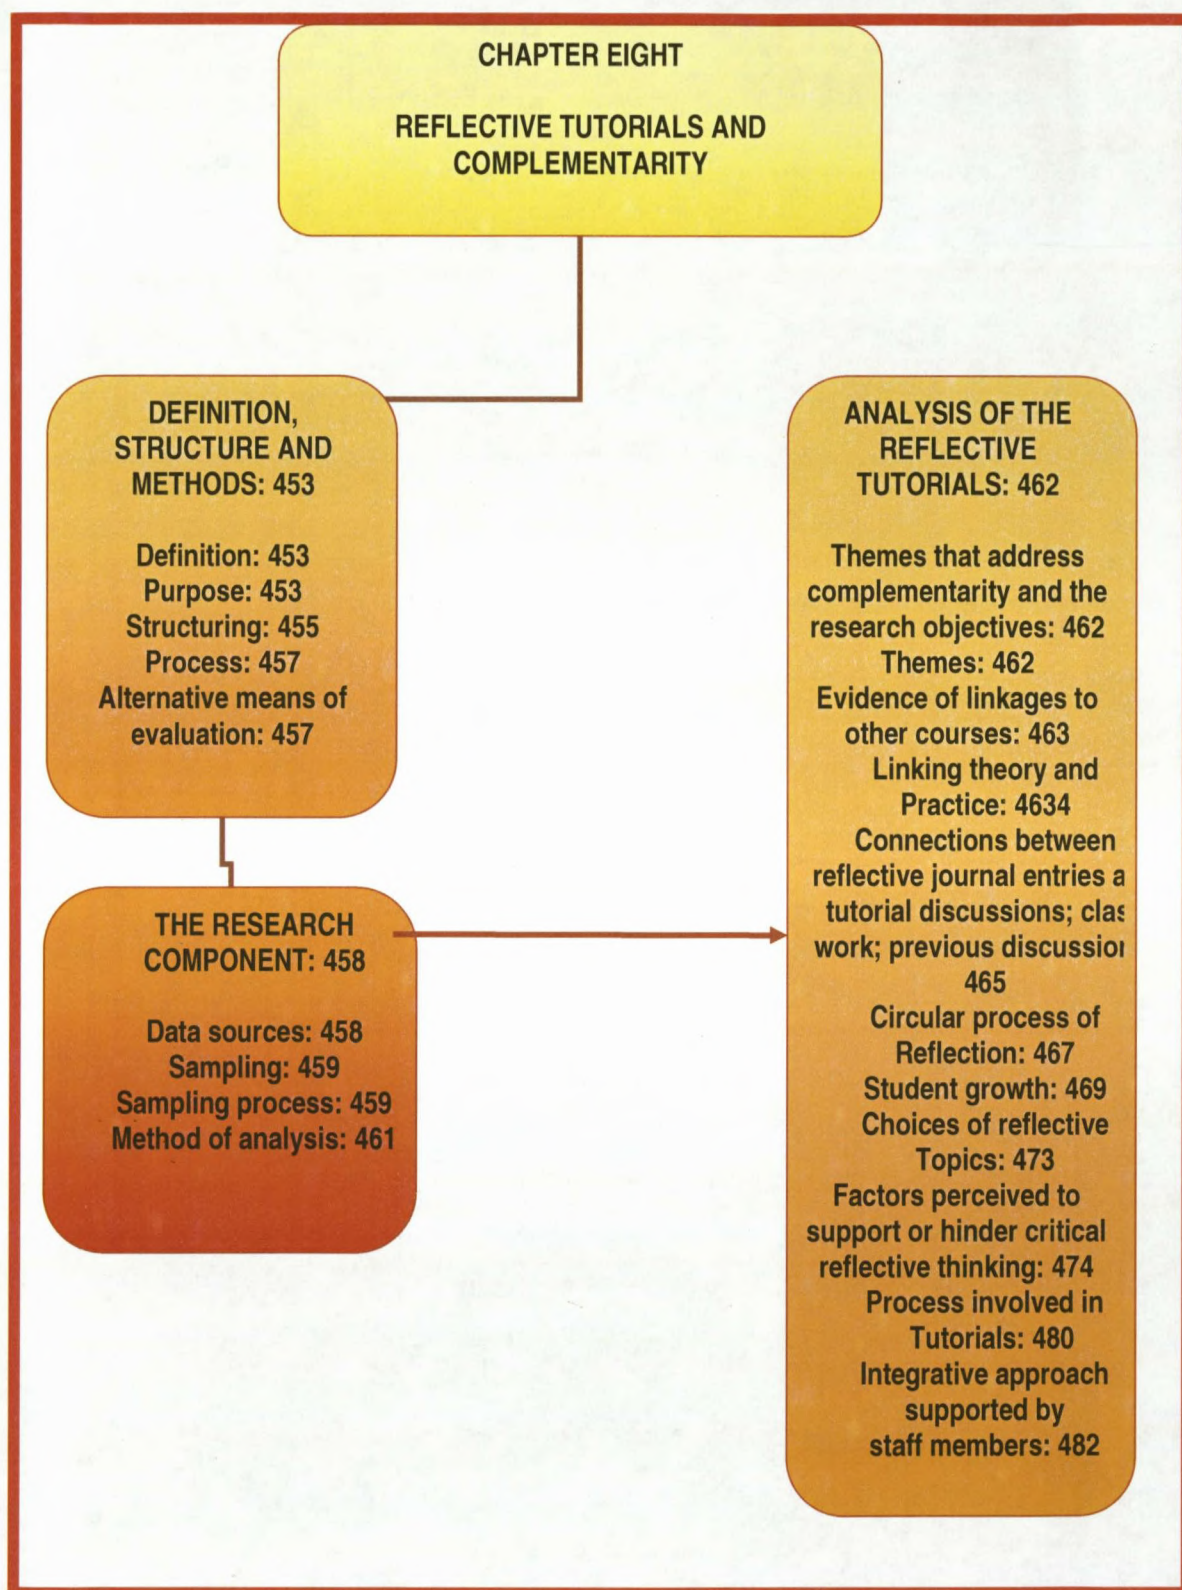 CHAPTER EIGHT
REFLECTIVE TUTORIALS AND
COMPLEMENTARITY
DEFINITION,
STRUCTURE AND
METHODS: 453
Definition: 453
Purpose: 453
Structuring: 455
Process: 457
Alternative means of
evaluation: 457
THE RESEARCH
COMPONENT: 458
Data sources: 458
Sampling: 459
Sampling process: 459
Method of analysis: 461
ANALYSIS OF THE
REFLECTIVE
TUTORIALS: 462
Themes that address
complementarity and the
research objectives: 462
Themes: 462
Evidence of linkages to
other courses: 463
Linking theory and
Practice: 4634
Connections between
reflective journal entries a
tutorial discussions; clas
work; previous discussion
465
Circular process of
Reflection: 467
Student growth: 469
Choices of reflective
Topics: 473
Factors perceived to
support or hinder critical
reflective thinking: 474
Process involved in
Tutorials: 480
Integrative approach
supported by
staff members: 482